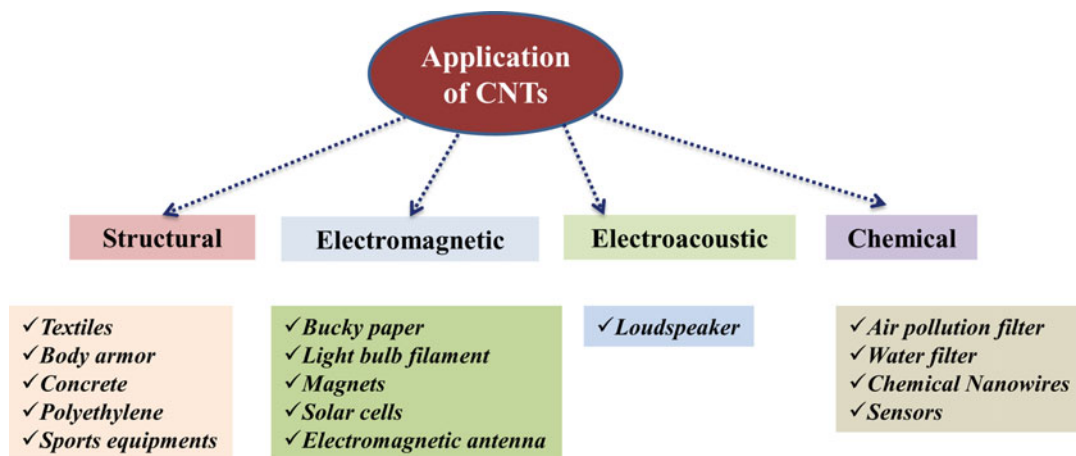 Application
of CNTs
Structural
Electromagnetic
Electroacoustic
Chemical
✓Textiles
✓Body armor
✓Concrete
✓Polyethylene
✓Sports equipments
✓Bucky paper
✓Light bulb filament
✓Magnets
✓Solar cells
✓Electromagnetic antenna
✓Loudspeaker
✓Air pollution filter
✓Water filter
✓Chemical Nanowires
✓Sensors